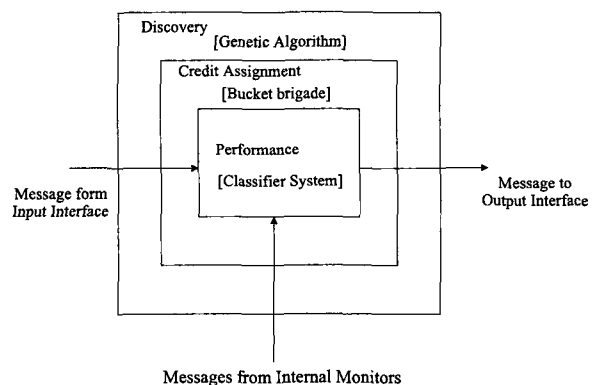 Discovery
[Genetic Algorithm]
Credit Assignment
[Bucket brigade]
Performance
[Classifier System]
Message form
Input Interface
Message to
Output Interface
Messages from Internal Monitors